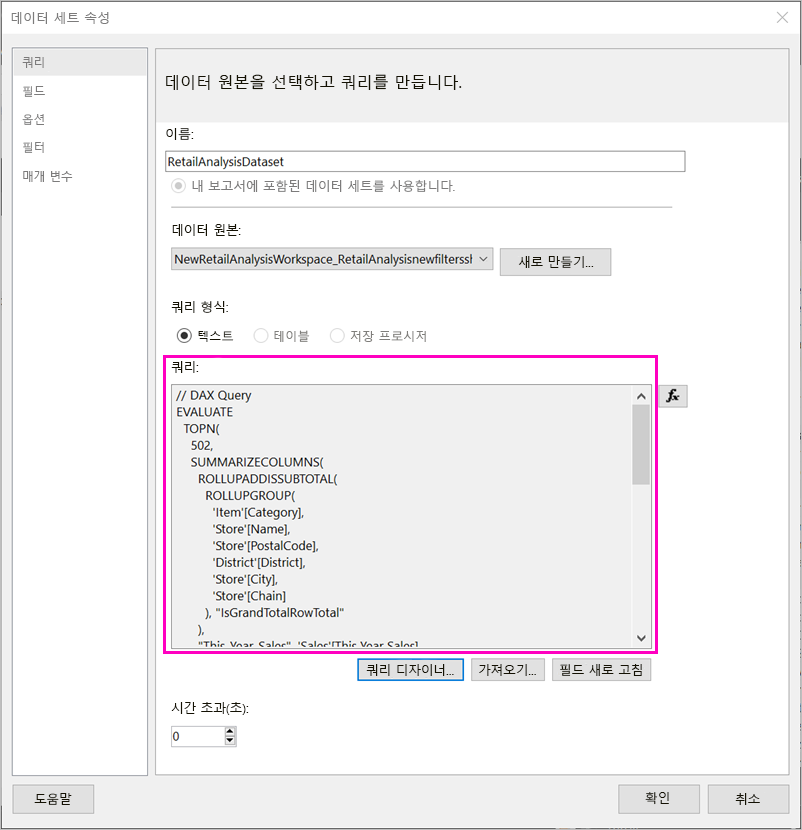 데이터 세트 속성
쿼리
필드
옵션
필터
매개 변수
데이터 원본을 선택하고 쿼리를 만듭니다.
이름:
RetailAnalysisDataset
내 보고서에 포함된 데이터 세트를 사용합니다.
데이터 원본:
NewRetailAnalysisWorkspace_RetailAnalysisnewfilterssh
새로 만들기...
쿼리 형식:
텍스트 테이블 저장 프로시저
쿼리:
fx
// DAX Query
EVALUATE
TOPN(
502,
SUMMARIZECOLUMNS(
ROLLUPADDISSUBTOTAL(
ROLLUPGROUP(
'Item'[Category],
'Store'[Name],
'Store'[PostalCode],
'District'[District],
'Store'[City],
'Store'[Chain]
), "IsGrandTotalRowTotal"
),
"This_Year_Sales", 'Sales'[This Year Sales]
쿼리 디자이너... 가져오기... 필드 새로 고침
시간 초과(초):
0
도움말 확인 취소